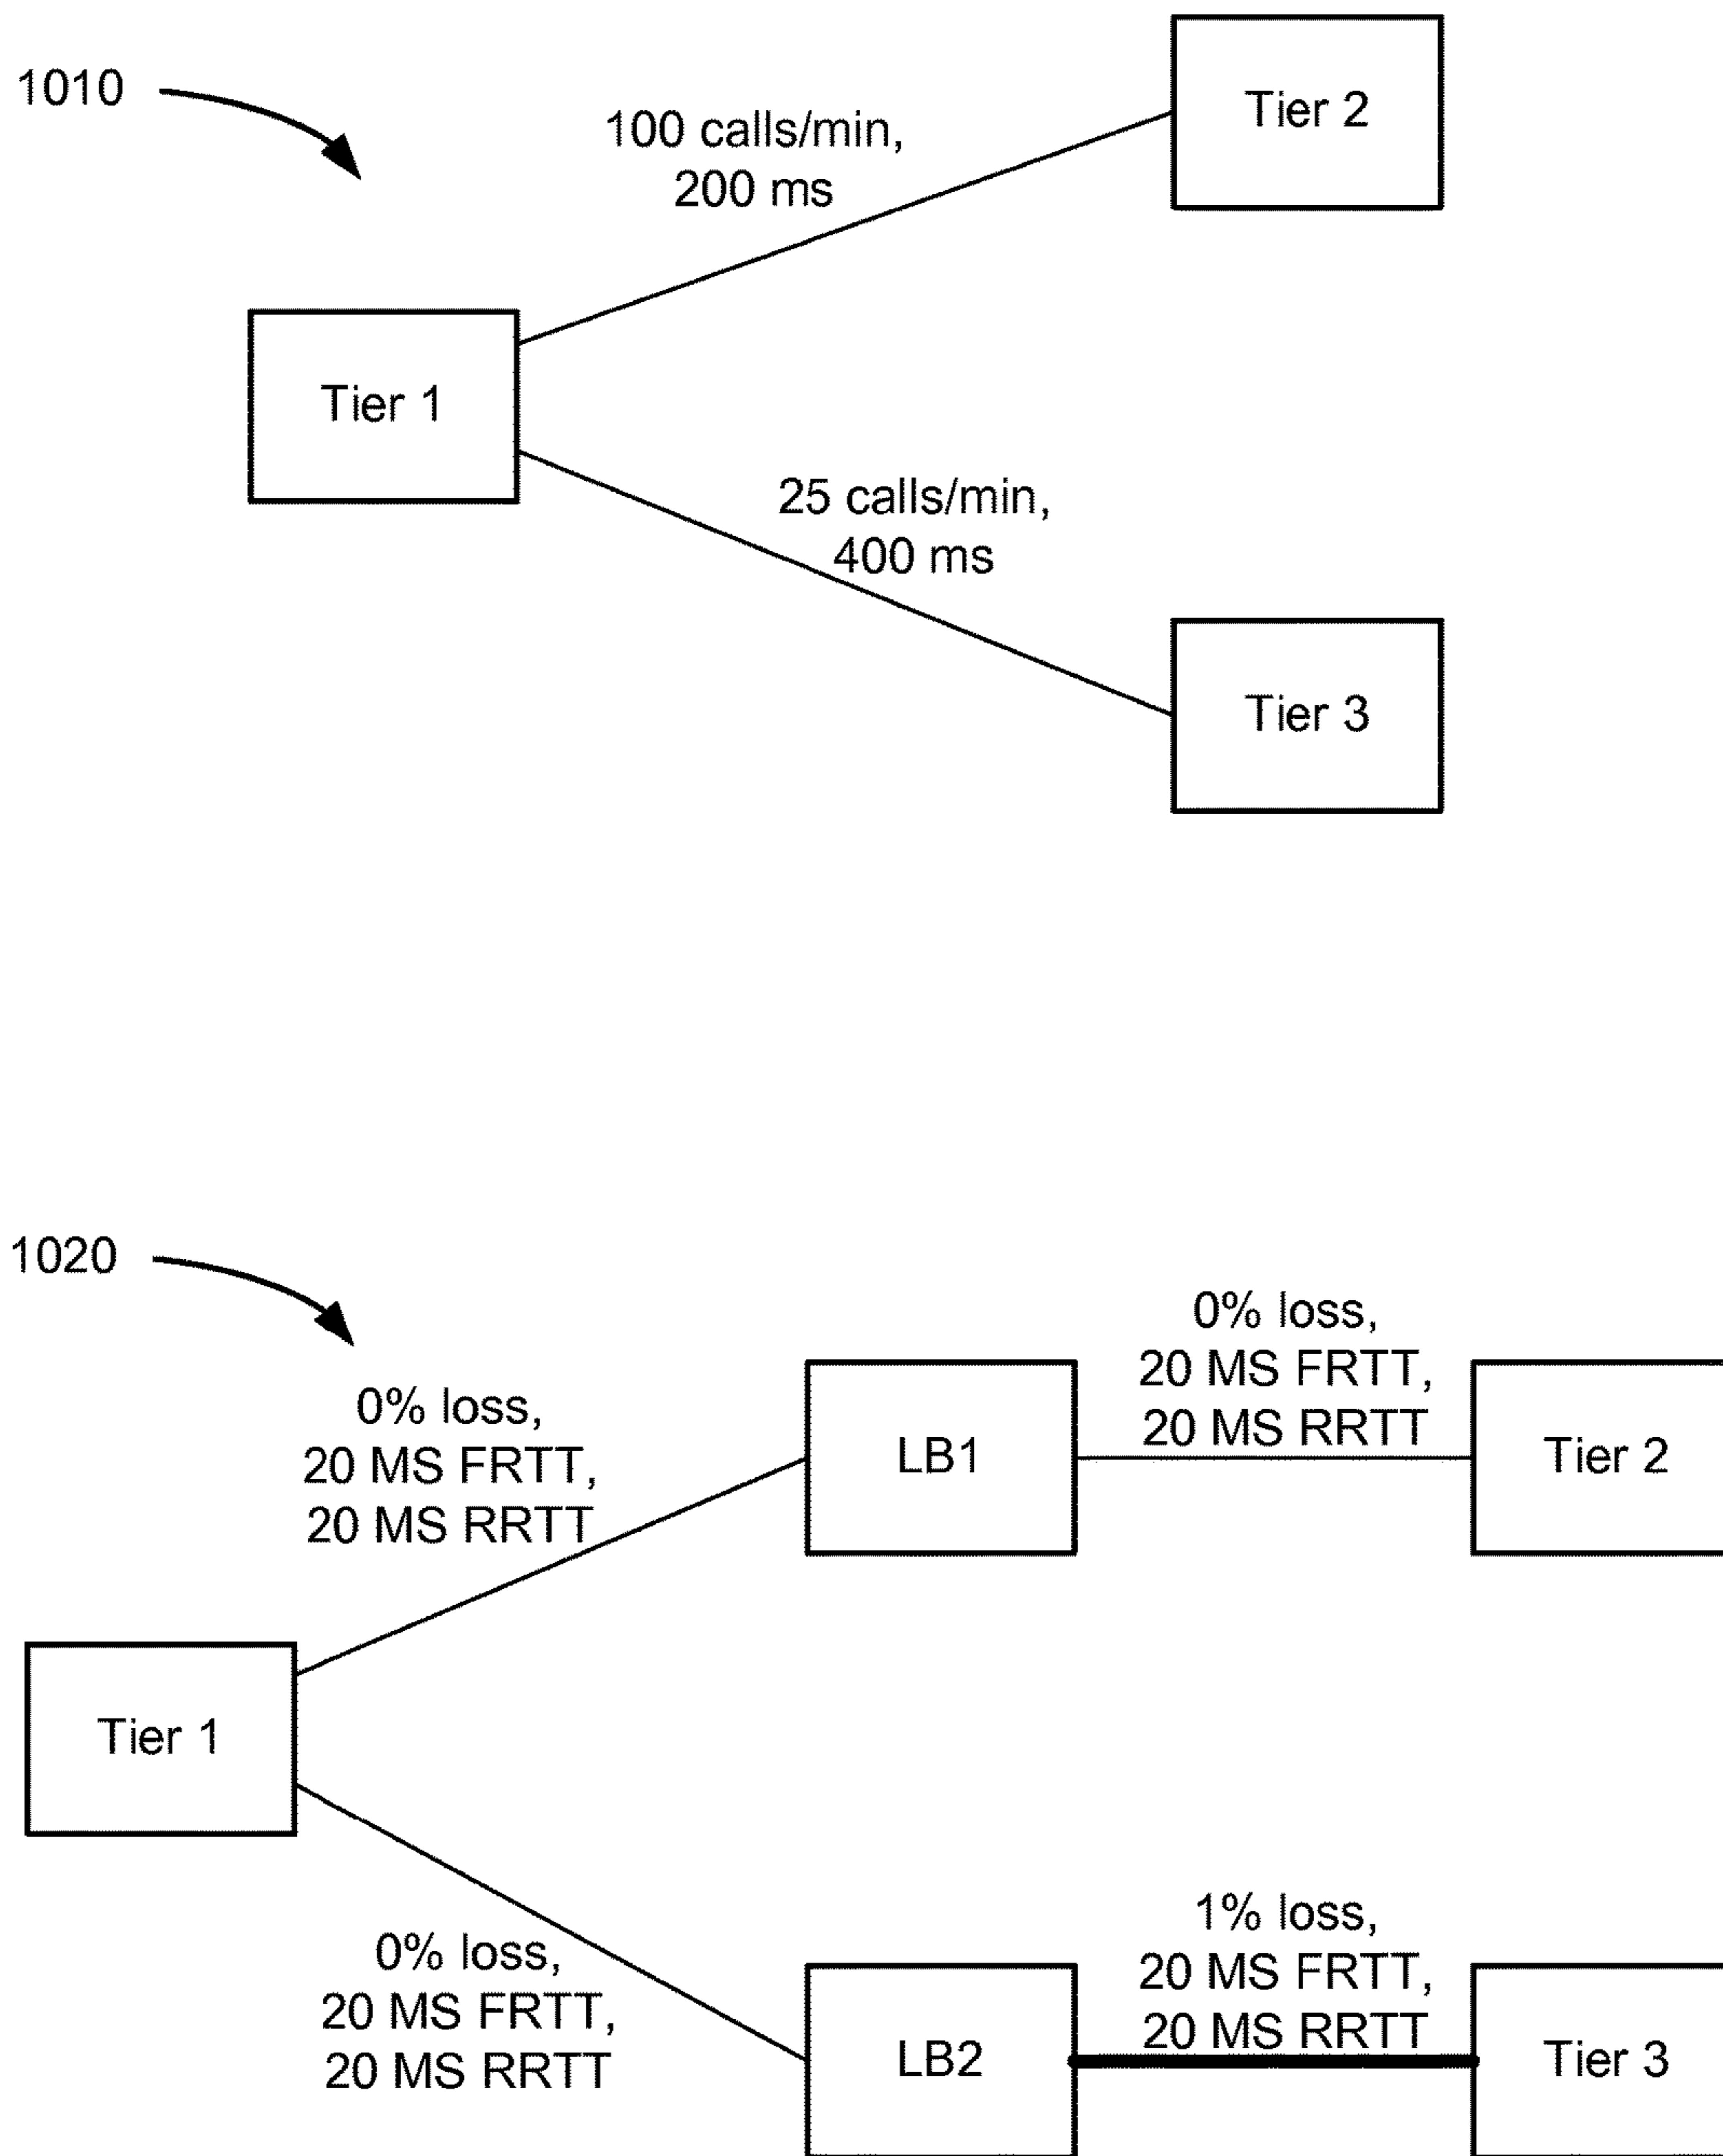 1010
100 calls/min,
200 ms
Tier 2
Tier 1
25 calls/min,
400 ms
Tier 3
1020
0% loss,
20 MS FRTT,
20 MS RRTT
LB1
0% loss,
20 MS FRTT,
20 MS RRTT
Tier 2
Tier 1
0% loss,
20 MS FRTT,
20 MS RRTT
LB2
1% loss,
20 MS FRTT,
20 MS RRTT
Tier 3